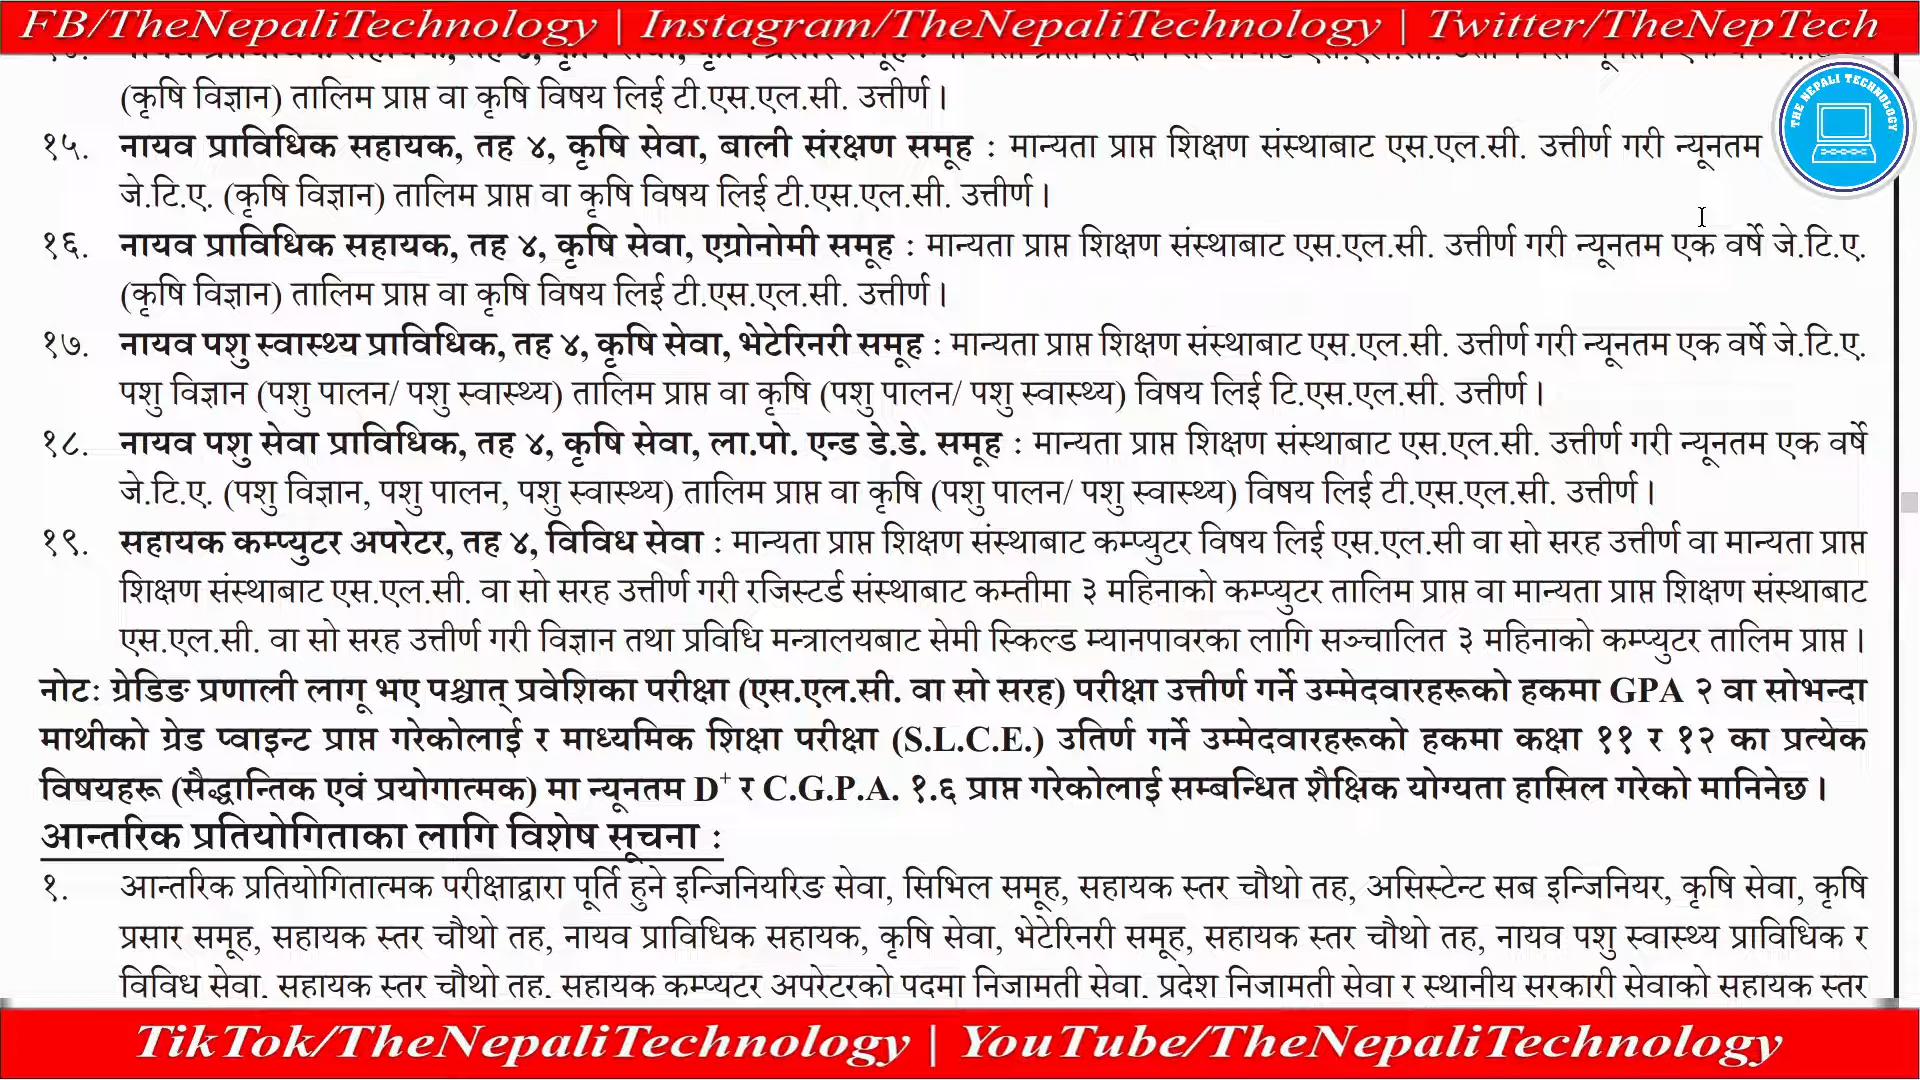 FB/TheNepaliTechnology | Instagram/TheNepaliTechnology | Twitter/TheNepTech
THE NEPALI TECHNOLOGY
(कृषि विज्ञान) तालिम प्राप्त वा कृषि विषय लिई टी.एस.एल.सी. उत्तीर्ण ।
१५. नायव प्राविधिक सहायक, तह ४, कृषि सेवा, बाली संरक्षण समूह : मान्यता प्राप्त शिक्षण संस्थाबाट एस.एल.सी. उत्तीर्ण गरी न्यूनतम
जे.टि.ए. (कृषि विज्ञान) तालिम प्राप्त वा कृषि विषय लिई टी.एस.एल.सी. उत्तीर्ण ।
१६. नायव प्राविधिक सहायक, तह ४, कृषि सेवा, एग्रोनोमी समूह : मान्यता प्राप्त शिक्षण संस्थाबाट एस.एल.सी. उत्तीर्ण गरी न्यूनतम एक वर्षे जे.टि.ए.
(कृषि विज्ञान) तालिम प्राप्त वा कृषि विषय लिई टी.एस.एल.सी. उत्तीर्ण ।
१७. नायव पशु स्वास्थ्य प्राविधिक, तह ४, कृषि सेवा, भेटेरिनरी समूह : मान्यता प्राप्त शिक्षण संस्थाबाट एस.एल.सी. उत्तीर्ण गरी न्यूनतम एक वर्षे जे.टि.ए.
पशु विज्ञान (पशु पालन/ पशु स्वास्थ्य) तालिम प्राप्त वा कृषि (पशु पालन/ पशु स्वास्थ्य) विषय लिई टि.एस.एल.सी. उत्तीर्ण ।
१८. नायव पशु सेवा प्राविधिक, तह ४, कृषि सेवा, ला.पो. एन्ड डे.डे. समूह : मान्यता प्राप्त शिक्षण संस्थाबाट एस.एल.सी. उत्तीर्ण गरी न्यूनतम एक वर्षे
जे.टि.ए. (पशु विज्ञान, पशु पालन, पशु स्वास्थ्य) तालिम प्राप्त वा कृषि (पशु पालन/ पशु स्वास्थ्य) विषय लिई टी.एस.एल.सी. उत्तीर्ण ।
१९. सहायक कम्प्युटर अपरेटर, तह ४, विविध सेवा : मान्यता प्राप्त शिक्षण संस्थाबाट कम्प्युटर विषय लिई एस.एल.सी वा सो सरह उत्तीर्ण वा मान्यता प्राप्त
शिक्षण संस्थाबाट एस.एल.सी. वा सो सरह उत्तीर्ण गरी रजिस्टर्ड संस्थाबाट कम्तीमा ३ महिनाको कम्प्युटर तालिम प्राप्त वा मान्यता प्राप्त शिक्षण संस्थाबाट
एस.एल.सी. वा सो सरह उत्तीर्ण गरी विज्ञान तथा प्रविधि मन्त्रालयबाट सेमी स्किल्ड म्यानपावरका लागि सञ्चालित ३ महिनाको कम्प्युटर तालिम प्राप्त ।
नोट: ग्रेडिङ प्रणाली लागू भए पश्चात् प्रवेशिका परीक्षा (एस.एल.सी. वा सो सरह) परीक्षा उत्तीर्ण गर्ने उम्मेदवारहरूको हकमा GPA २ वा सोभन्दा
माथीको ग्रेड प्वाइन्ट प्राप्त गरेकोलाई र माध्यमिक शिक्षा परीक्षा (S.L.C.E.) उतिर्ण गर्ने उम्मेदवारहरूको हकमा कक्षा ११ र १२ का प्रत्येक
विषयहरू (सैद्धान्तिक एवं प्रयोगात्मक) मा न्यूनतम D⁺ र C.G.P.A. १.६ प्राप्त गरेकोलाई सम्बन्धित शैक्षिक योग्यता हासिल गरेको मानिनेछ ।
आन्तरिक प्रतियोगिताका लागि विशेष सूचना :
१. आन्तरिक प्रतियोगितात्मक परीक्षाद्वारा पूर्ति हुने इन्जिनियरिङ सेवा, सिभिल समूह, सहायक स्तर चौथो तह, असिस्टेन्ट सब इन्जिनियर, कृषि सेवा, कृषि
प्रसार समूह, सहायक स्तर चौथो तह, नायव प्राविधिक सहायक, कृषि सेवा, भेटेरिनरी समूह, सहायक स्तर चौथो तह, नायव पशु स्वास्थ्य प्राविधिक र
विविध सेवा, सहायक स्तर चौथो तह, सहायक कम्प्युटर अपरेटरको पदमा निजामती सेवा, प्रदेश निजामती सेवा र स्थानीय सरकारी सेवाको सहायक स्तर
TikTok/TheNepaliTechnology | YouTube/TheNepaliTechnology